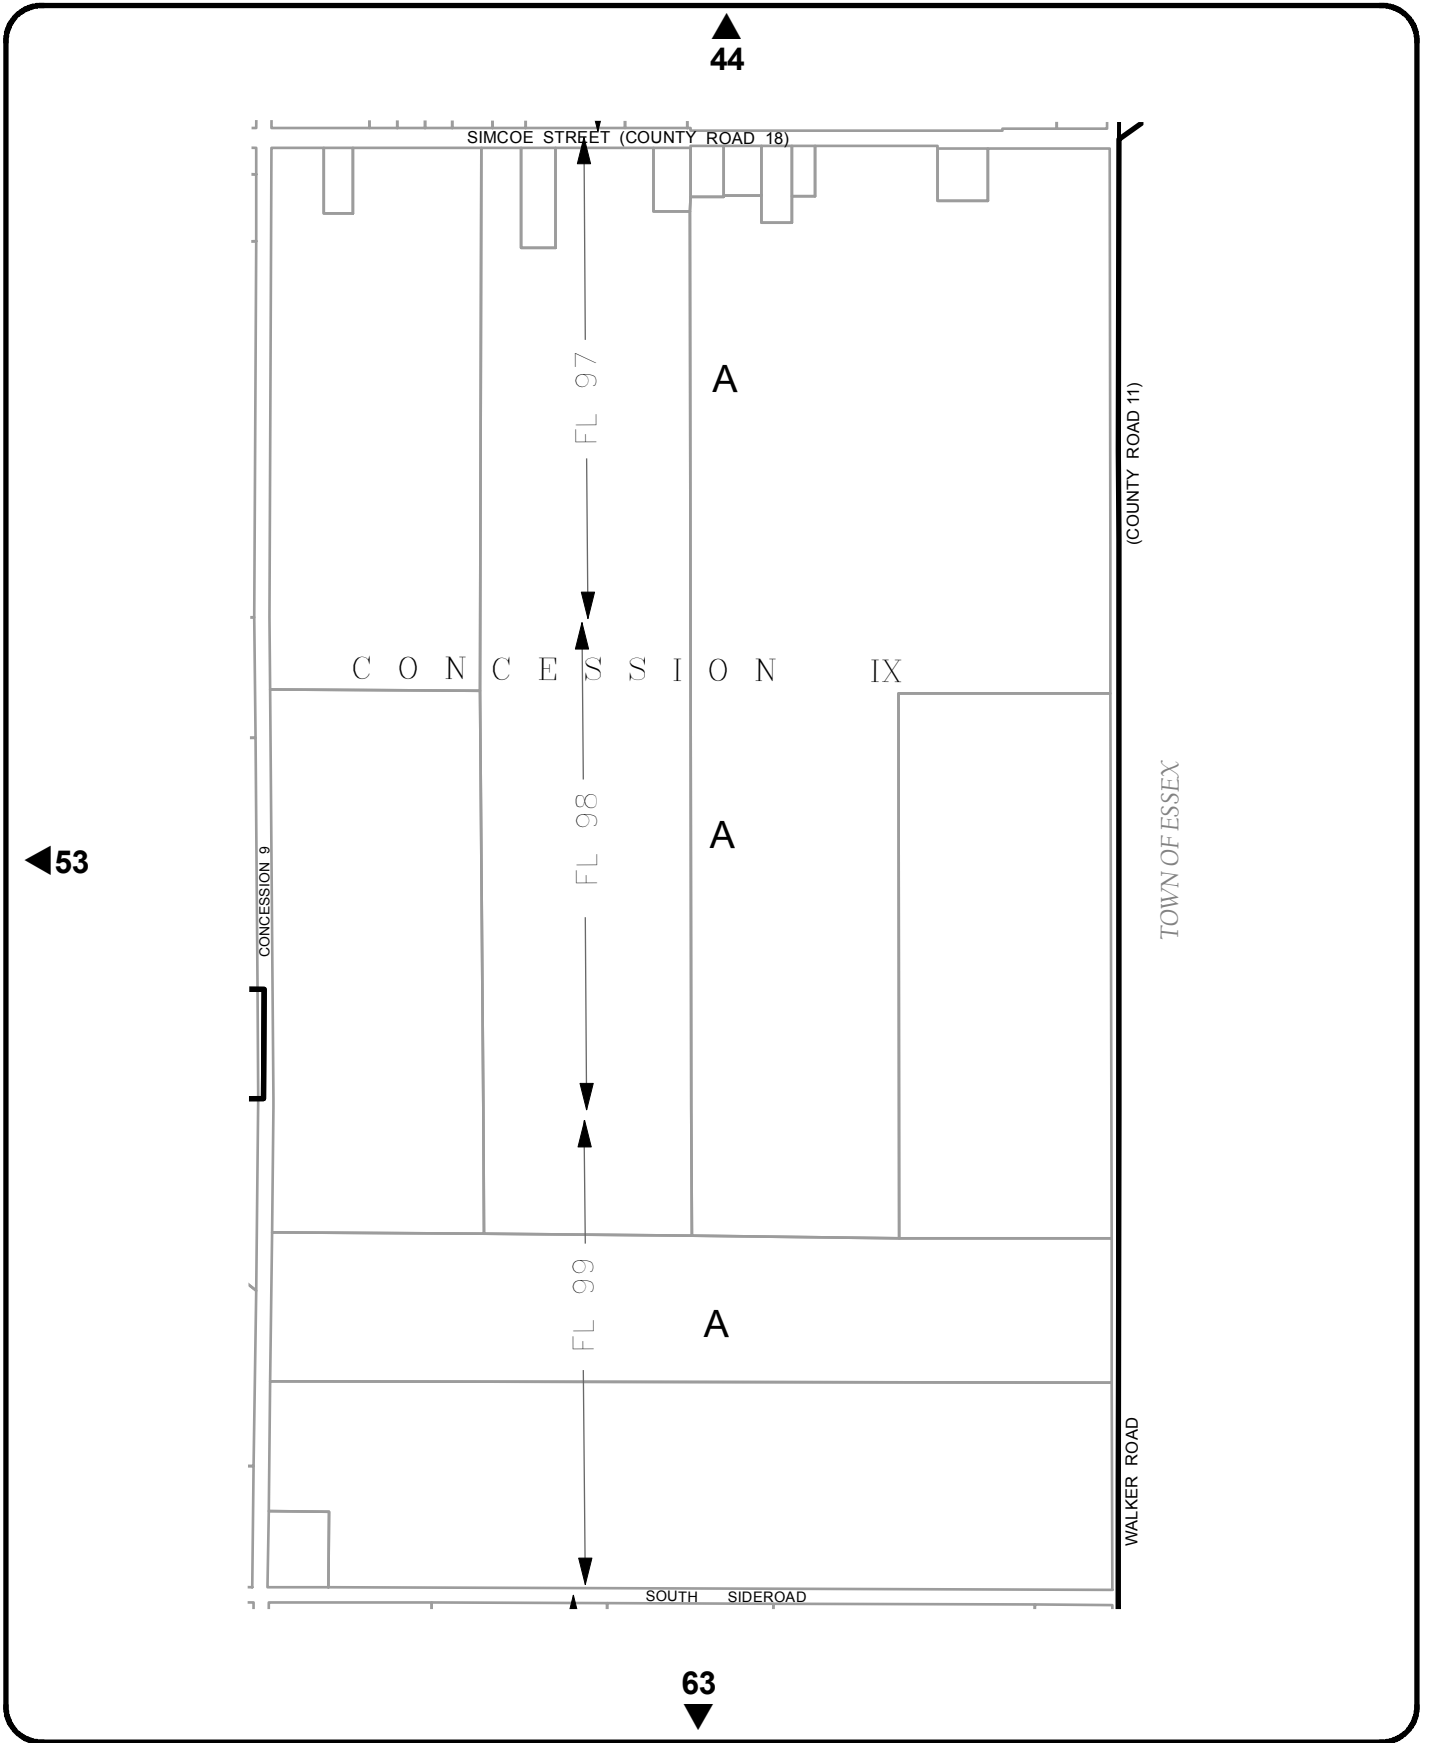 44
SIMCOE STREET (COUNTY ROAD 18)
FL 97
A
(COUNTY ROAD 11)
CONCESSION IX
FL 98
A
TOWN OF ESSEX
53
CONCESSION 9
FL 99
A
WALKER ROAD
SOUTH SIDEROAD
63